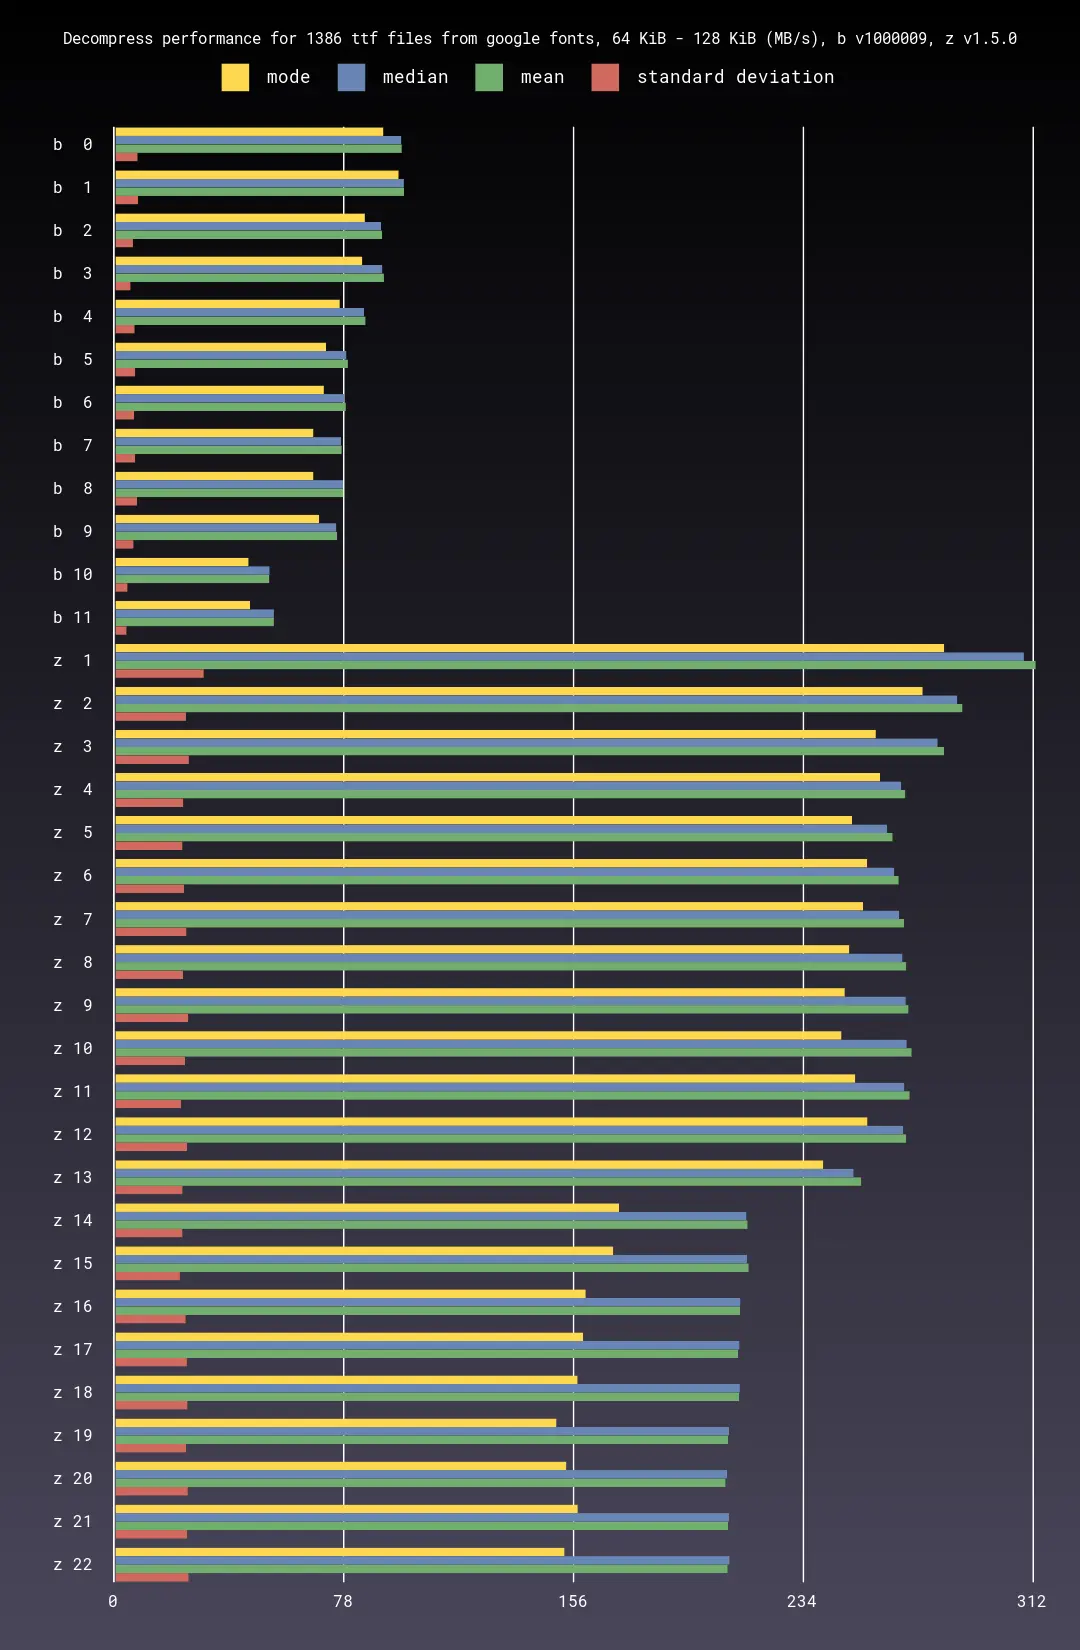 Decompress performance for 1386 ttf files from google fonts, 64 KiB - 128 KiB (MB/s), b v1000009, z v1.5.0
mode median mean standard deviation
b 0
b 1
b 2
b 3
b 4
b 5
b 6
b 7
b 8
b 9
b 10
b 11
z 1
z 2
z 3
z 4
z 5
z 6
z 7
z 8
z 9
z 10
z 11
z 12
z 13
z 14
z 15
z 16
z 17
z 18
z 19
z 20
z 21
z 22
0 78 156 234 312